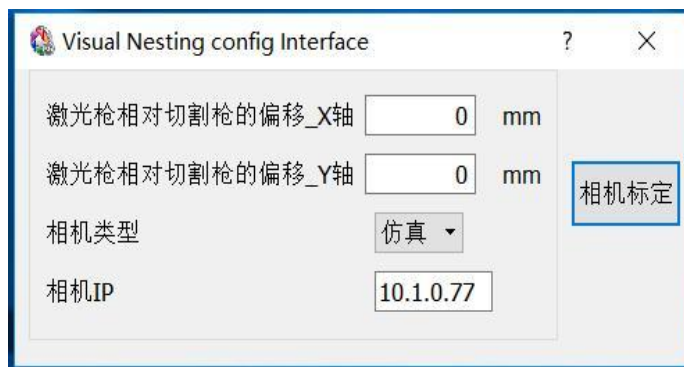 Visual Nesting config Interface ? ×
激光枪相对切割枪的偏移_X轴 0 mm
激光枪相对切割枪的偏移_Y轴 0 mm
相机标定
相机类型 仿真
相机IP 10.1.0.77